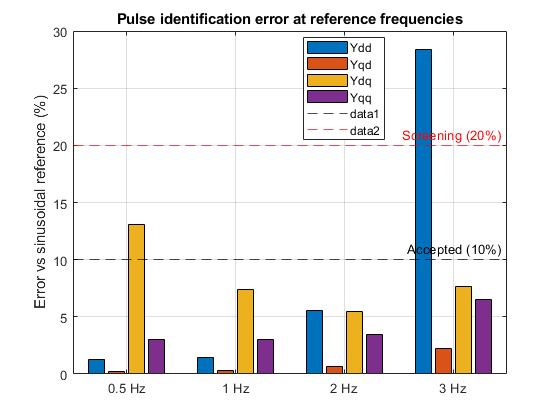 Pulse identification error at reference frequencies
Error vs sinusoidal reference (%)
30
25
20
15
10
5
0
Ydd
Yqd
Ydq
Yqq
data1
data2
Screening (20%)
Accepted (10%)
0.5 Hz
1 Hz
2 Hz
3 Hz